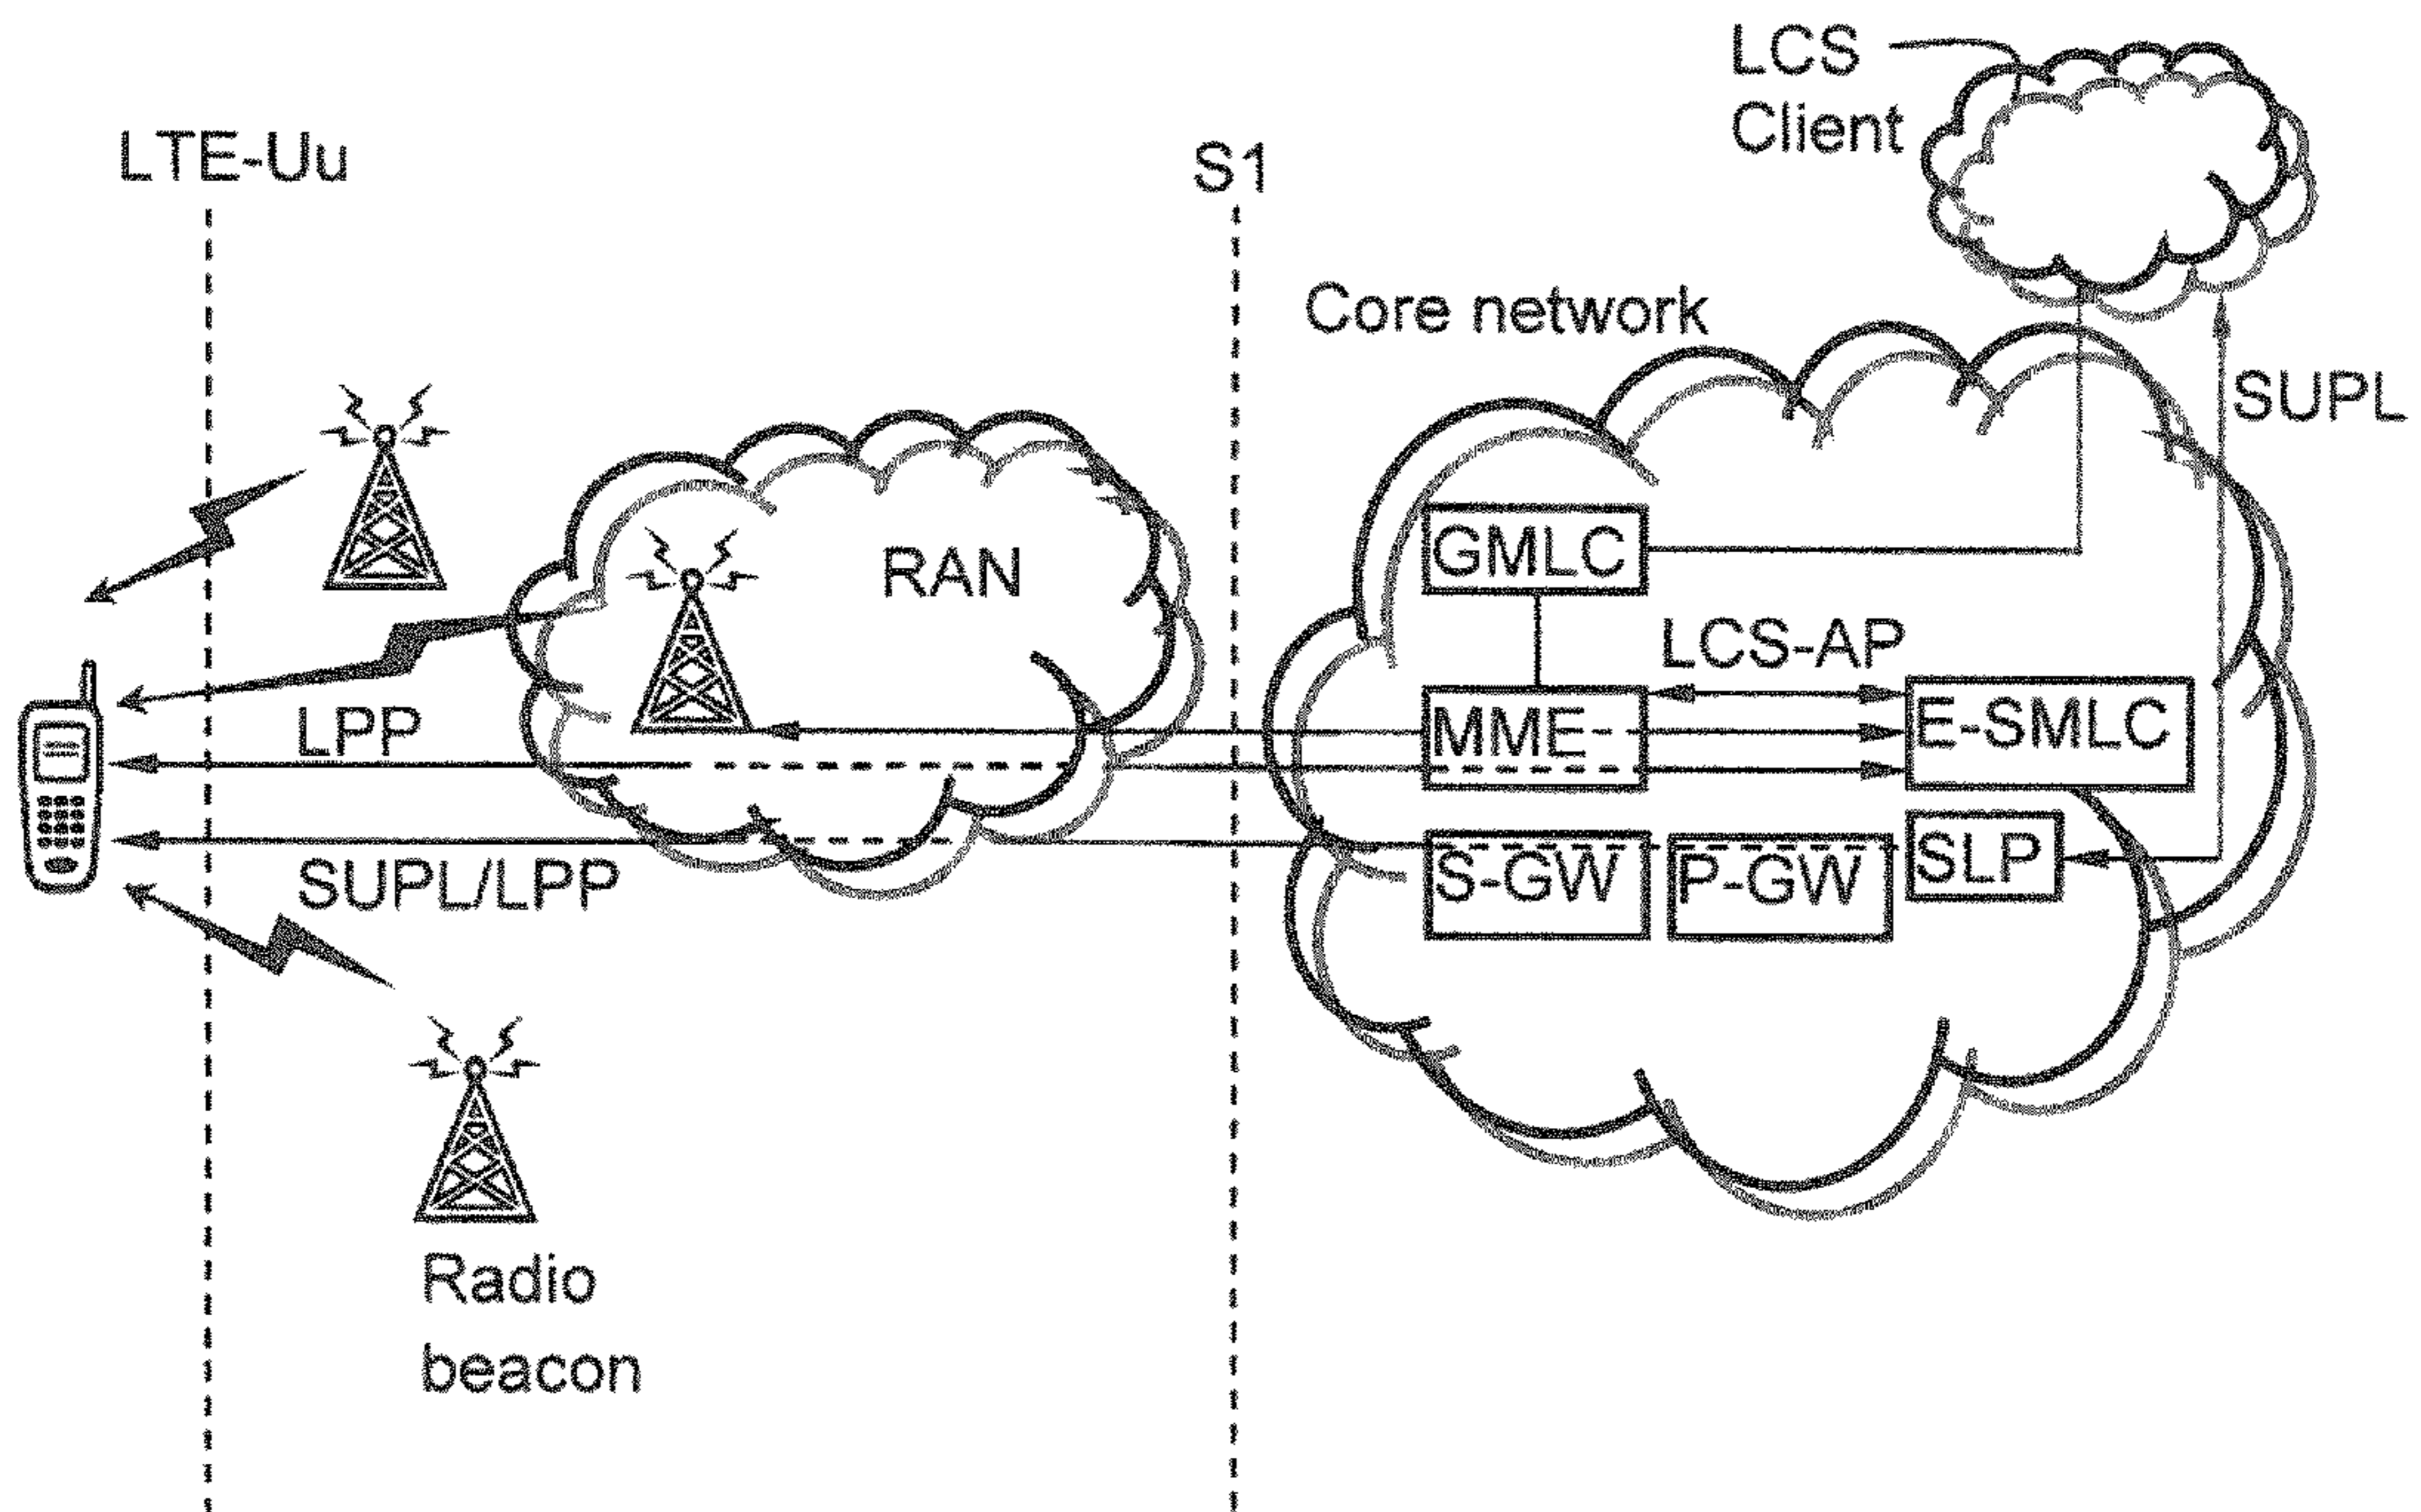 LCS
Client
LTE-Uu
S1
Core network
SUPL
RAN
GMLC
LCS-AP
LPP
MME
E-SMLC
SUPL/LPP
S-GW
P-GW
SLP
Radio
beacon